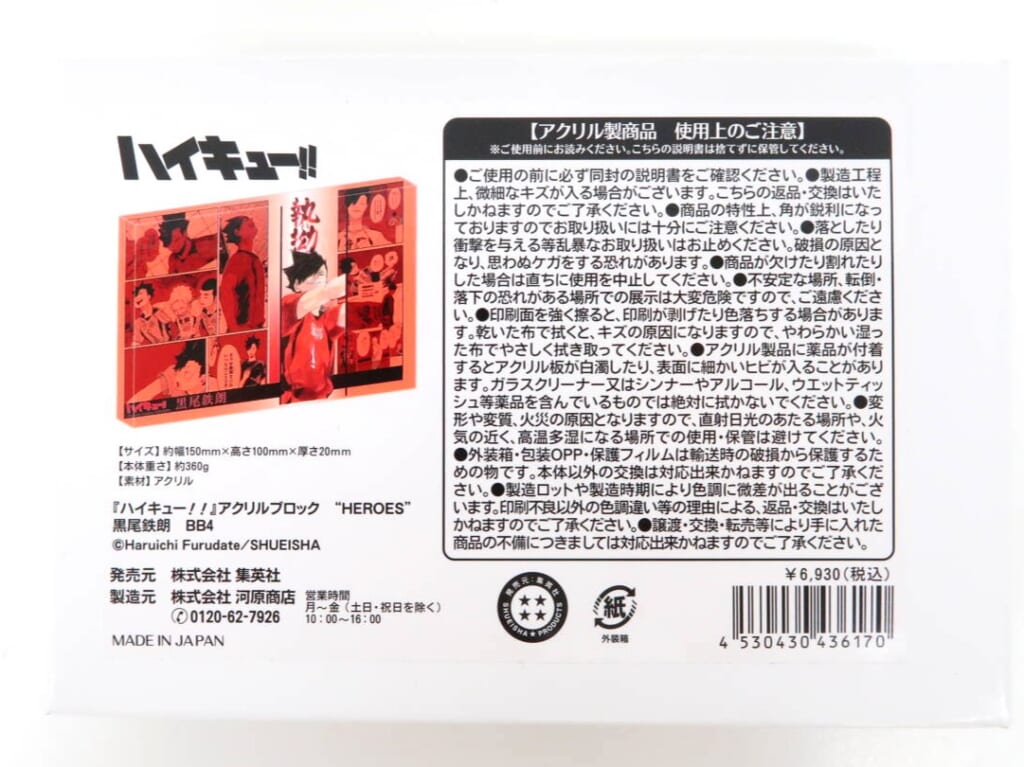 ハイキュー!!
執ねん
ハイキュー!!
黒尾鉄朗
【サイズ】約幅150mm×高さ100mm×厚さ20mm
【本体重さ】約360g
【素材】アクリル
『ハイキュー！！』アクリルブロック　“HEROES”
黒尾鉄朗　BB4
©Haruichi Furudate/SHUEISHA
発売元　株式会社 集英社
製造元　株式会社 河原商店
0120-62-7926
営業時間
月〜金（土日・祝日を除く）
10：00〜16：00
MADE IN JAPAN
【アクリル製商品　使用上のご注意】
※ご使用前にお読みください。こちらの説明書は捨てずに保管してください。
●ご使用の前に必ず同封の説明書をご確認ください。●製造工程
上、微細なキズが入る場合がございます。こちらの返品・交換はいた
しかねますのでご了承ください。●商品の特性上、角が鋭利になっ
ておりますのでお取り扱いには十分にご注意ください。●落としたり
衝撃を与える等乱暴なお取り扱いはお止めください。破損の原因と
なり、思わぬケガをする恐れがあります。●商品が欠けたり割れたり
した場合は直ちに使用を中止してください。●不安定な場所、転倒・
落下の恐れがある場所での展示は大変危険ですので、ご遠慮くださ
い。●印刷面を強く擦ると、印刷が剥げたり色落ちする場合がありま
す。乾いた布で拭くと、キズの原因になりますので、やわらかい湿っ
た布でやさしく拭き取ってください。●アクリル製品に薬品が付着
するとアクリル板が白濁したり、表面に細かいヒビが入ることがあり
ます。ガラスクリーナー又はシンナーやアルコール、ウエットティッ
シュ等薬品を含んでいるものでは絶対に拭かないでください。●変
形や変質、火災の原因となりますので、直射日光のあたる場所や、火
気の近く、高温多湿になる場所での使用・保管は避けてください。
●外装箱・包装OPP・保護フィルムは輸送時の破損から保護するた
めの物です。本体以外の交換は対応出来かねますのでご了承くだ
さい。●製造ロットや製造時期により色調に微差が出ることがござ
います。印刷不良以外の色調違い等の理由による、返品・交換はいた
しかねますのでご了承ください。●譲渡・交換・転売等により手に入れた
商品の不備につきましては対応出来かねますのでご了承ください。
￥6,930（税込）
発売元：集英社
SHUEISHA PRODUCTS
紙
外装箱
4 530430 436170